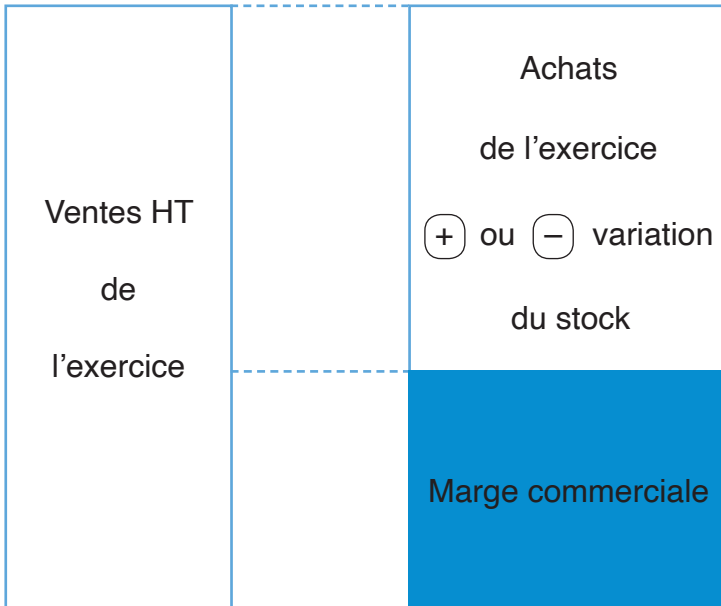 Ventes HT
de
l'exercice
Achats
de l'exercice
+ ou − variation
du stock
Marge commerciale